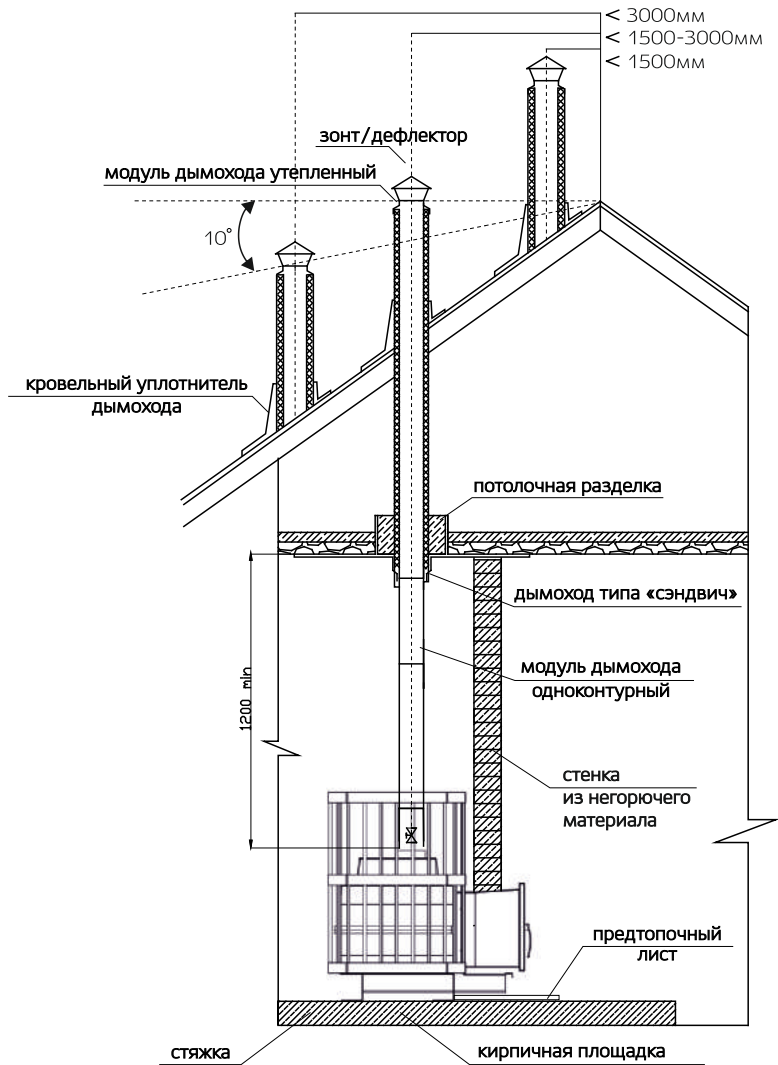 < 3000мм
< 1500-3000мм
< 1500мм
зонт/дефлектор
модуль дымохода утепленный
10°
кровельный уплотнитель
дымохода
потолочная разделка
дымоход типа «сэндвич»
модуль дымохода
одноконтурный
1200 min
стенка
из негорючего
материала
предтопочный
лист
стяжка
кирпичная площадка